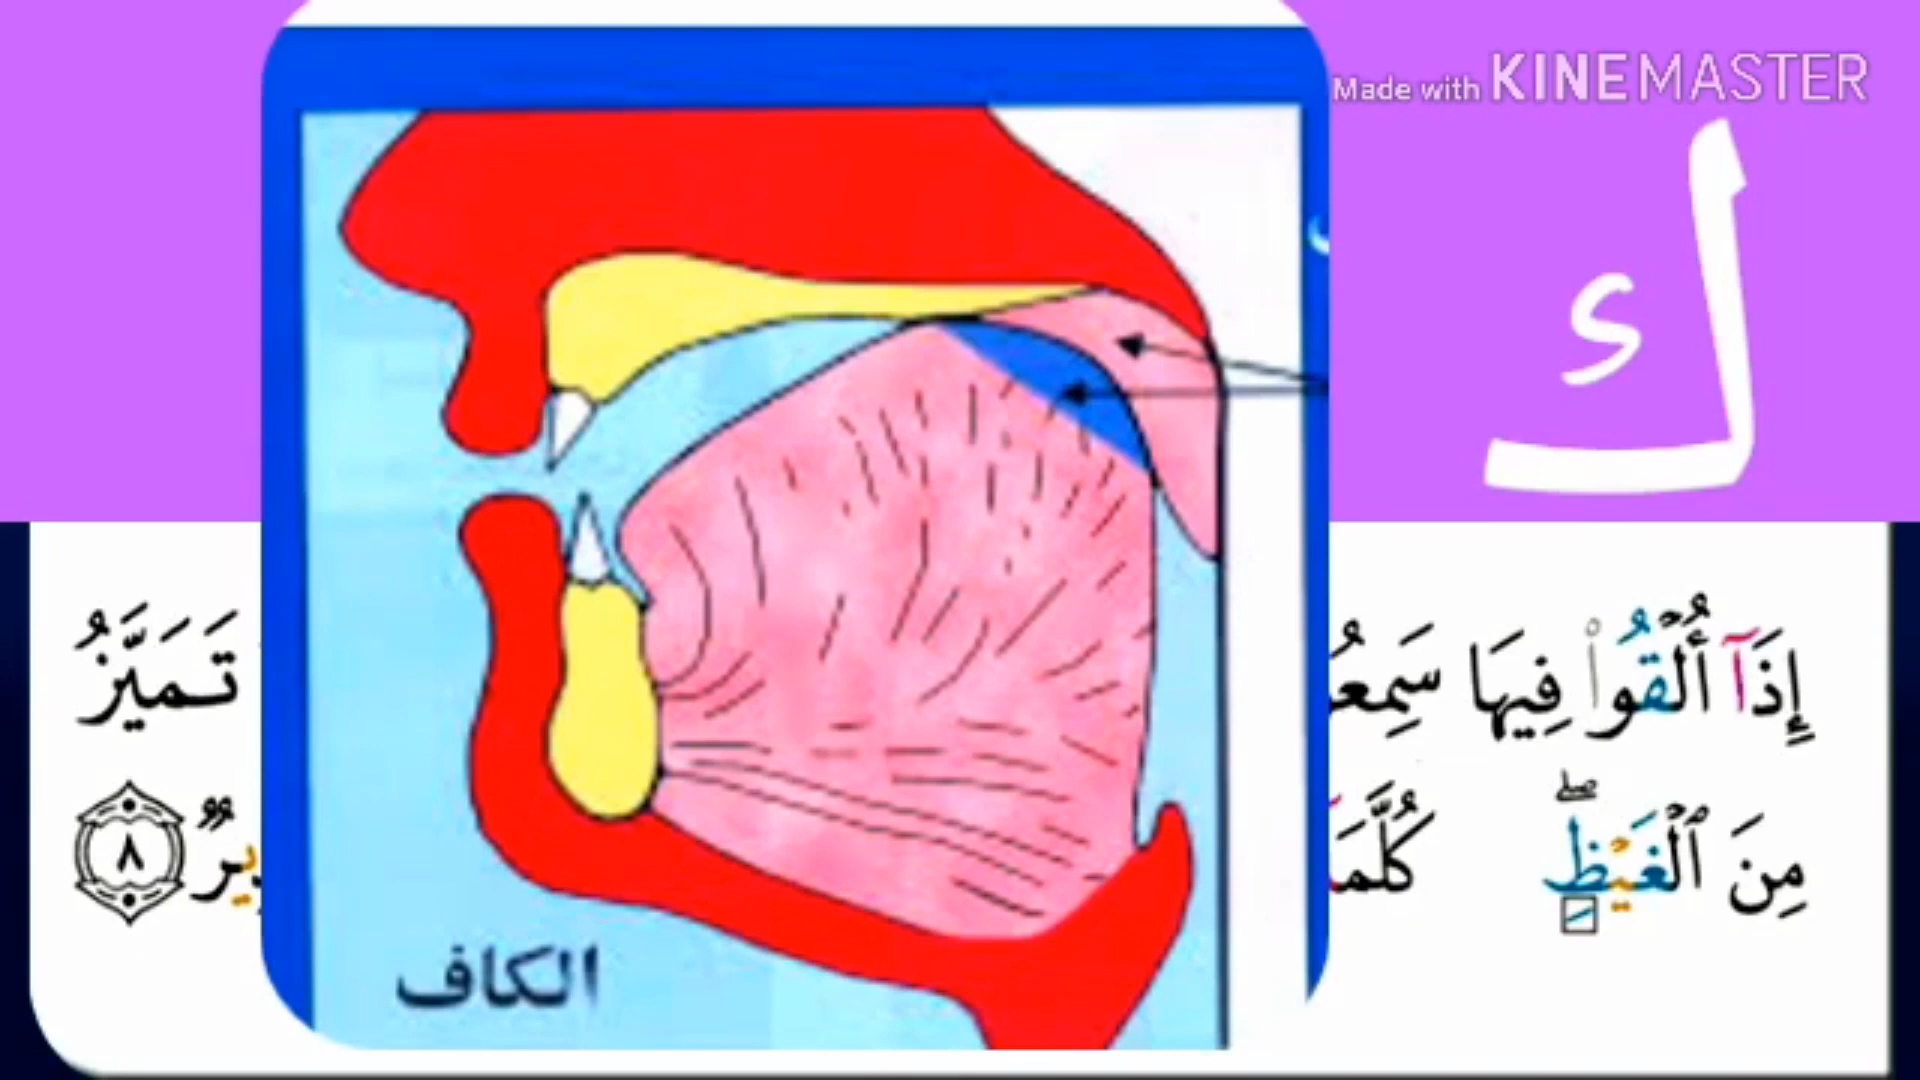 Made with KINEMASTER
ك
إِذَآ أُلۡقُواْ فِيهَا
تَمَيَّزُ
مِنَ ٱلۡغَيۡظِۖ
٨
الكاف